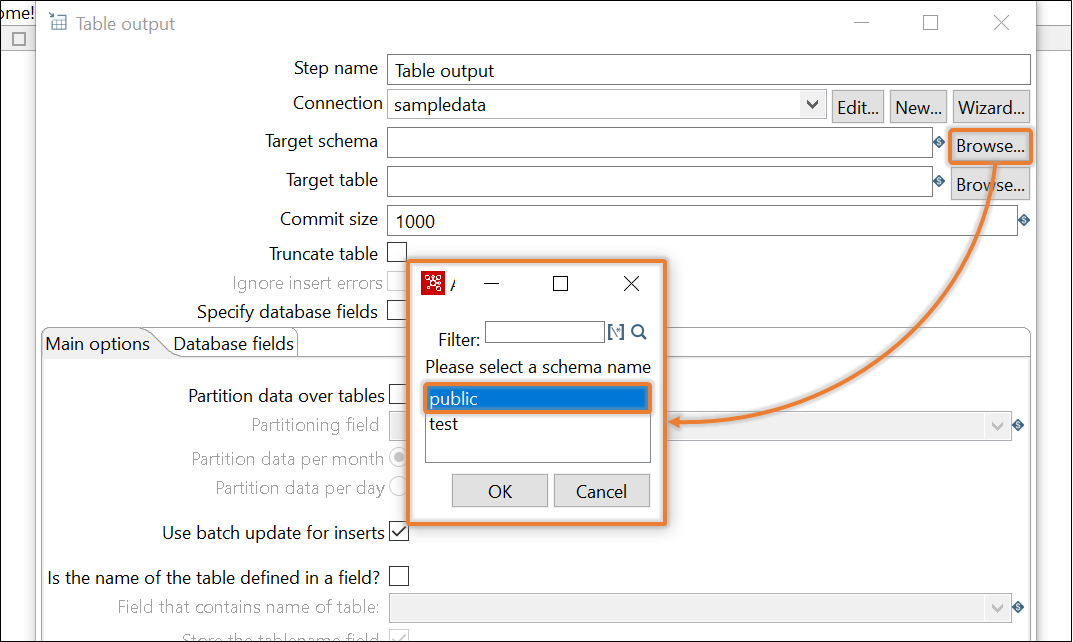 ome!
Table output
Step name Table output
Connection sampledata Edit... New... Wizard...
Target schema Browse...
Target table Browse...
Commit size 1000
Truncate table
Ignore insert errors
Specify database fields
Main options Database fields
Partition data over tables
Partitioning field
Partition data per month
Partition data per day
Use batch update for inserts
Is the name of the table defined in a field?
Field that contains name of table:
Store the tablename field
Filter:
Please select a schema name
public
test
OK Cancel